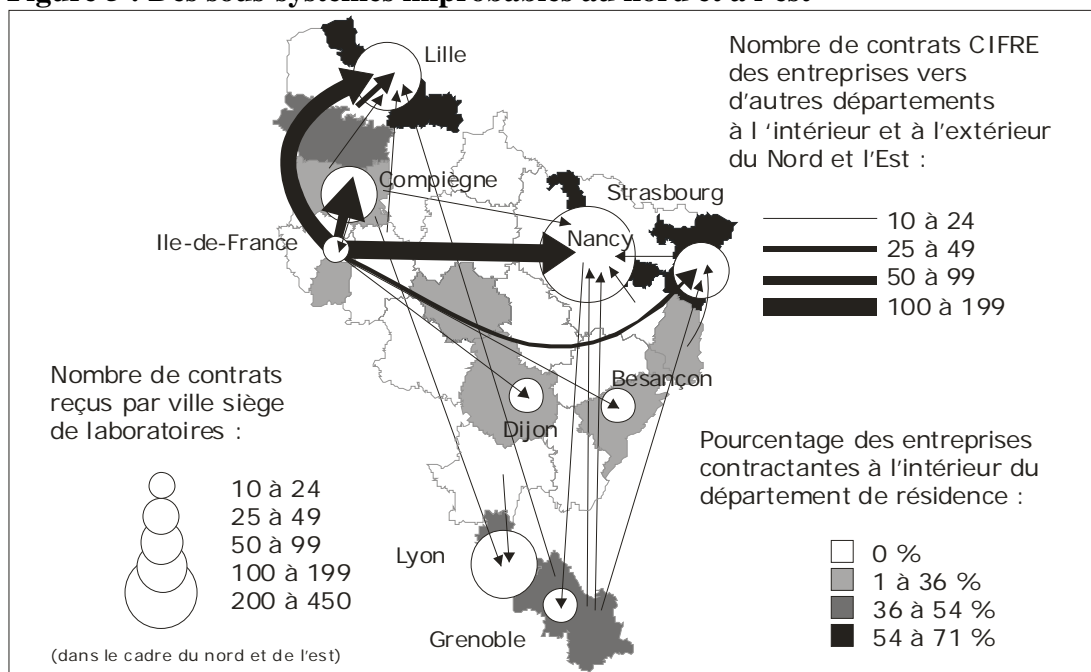 Figure 3 : Des sous-systèmes improbables au nord et à l'est
Lille
Compiègne
Ile-de-France
Strasbourg
Nancy
Besançon
Dijon
Lyon
Grenoble
Nombre de contrats CIFRE
des entreprises vers
d'autres départements
à l 'intérieur et à l'extérieur
du Nord et l'Est :
10 à 24
25 à 49
50 à 99
100 à 199
Nombre de contrats
reçus par ville siège
de laboratoires :
10 à 24
25 à 49
50 à 99
100 à 199
200 à 450
(dans le cadre du nord et de l'est)
Pourcentage des entreprises
contractantes à l'intérieur du
département de résidence :
0 %
1 à 36 %
36 à 54 %
54 à 71 %